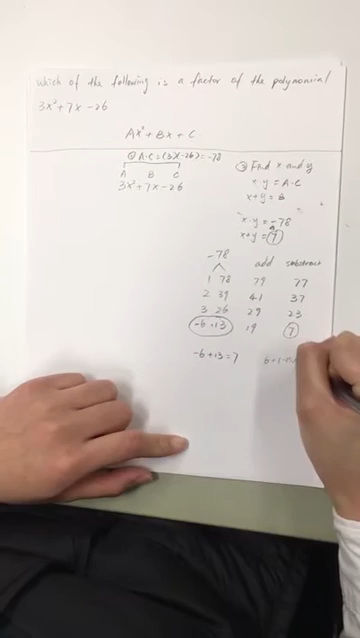 which of the following is a factor of the polynomial
3x²+7x-26
Ax²+Bx+C
① A·C=(3)(-26)=-78
A B C
3x²+7x-26
② Find x and y
x·y=A·C
x+y=B
x·y=-78
x+y=7
-78
add substract
1 78 79 77
2 39 41 37
3 26 29 23
-6 ·13 19 7
-6+13=7